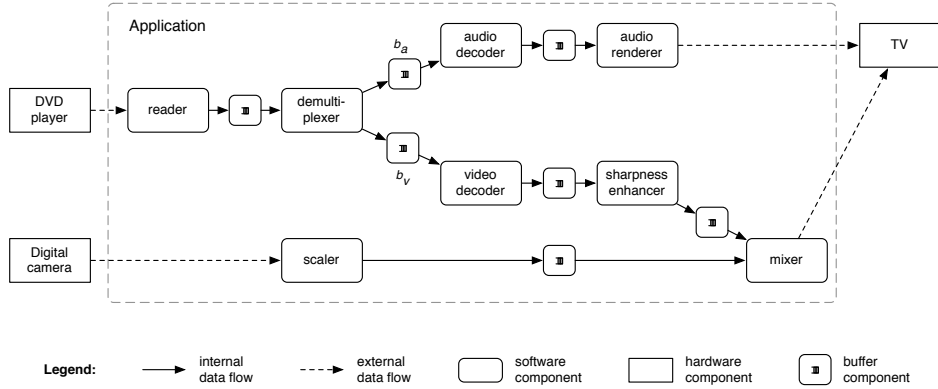 Application
b_a
audio
decoder
audio
renderer
TV
DVD
player
reader
demulti-
plexer
b_v
video
decoder
sharpness
enhancer
Digital
camera
scaler
mixer
Legend:
internal
data flow
external
data flow
software
component
hardware
component
buffer
component